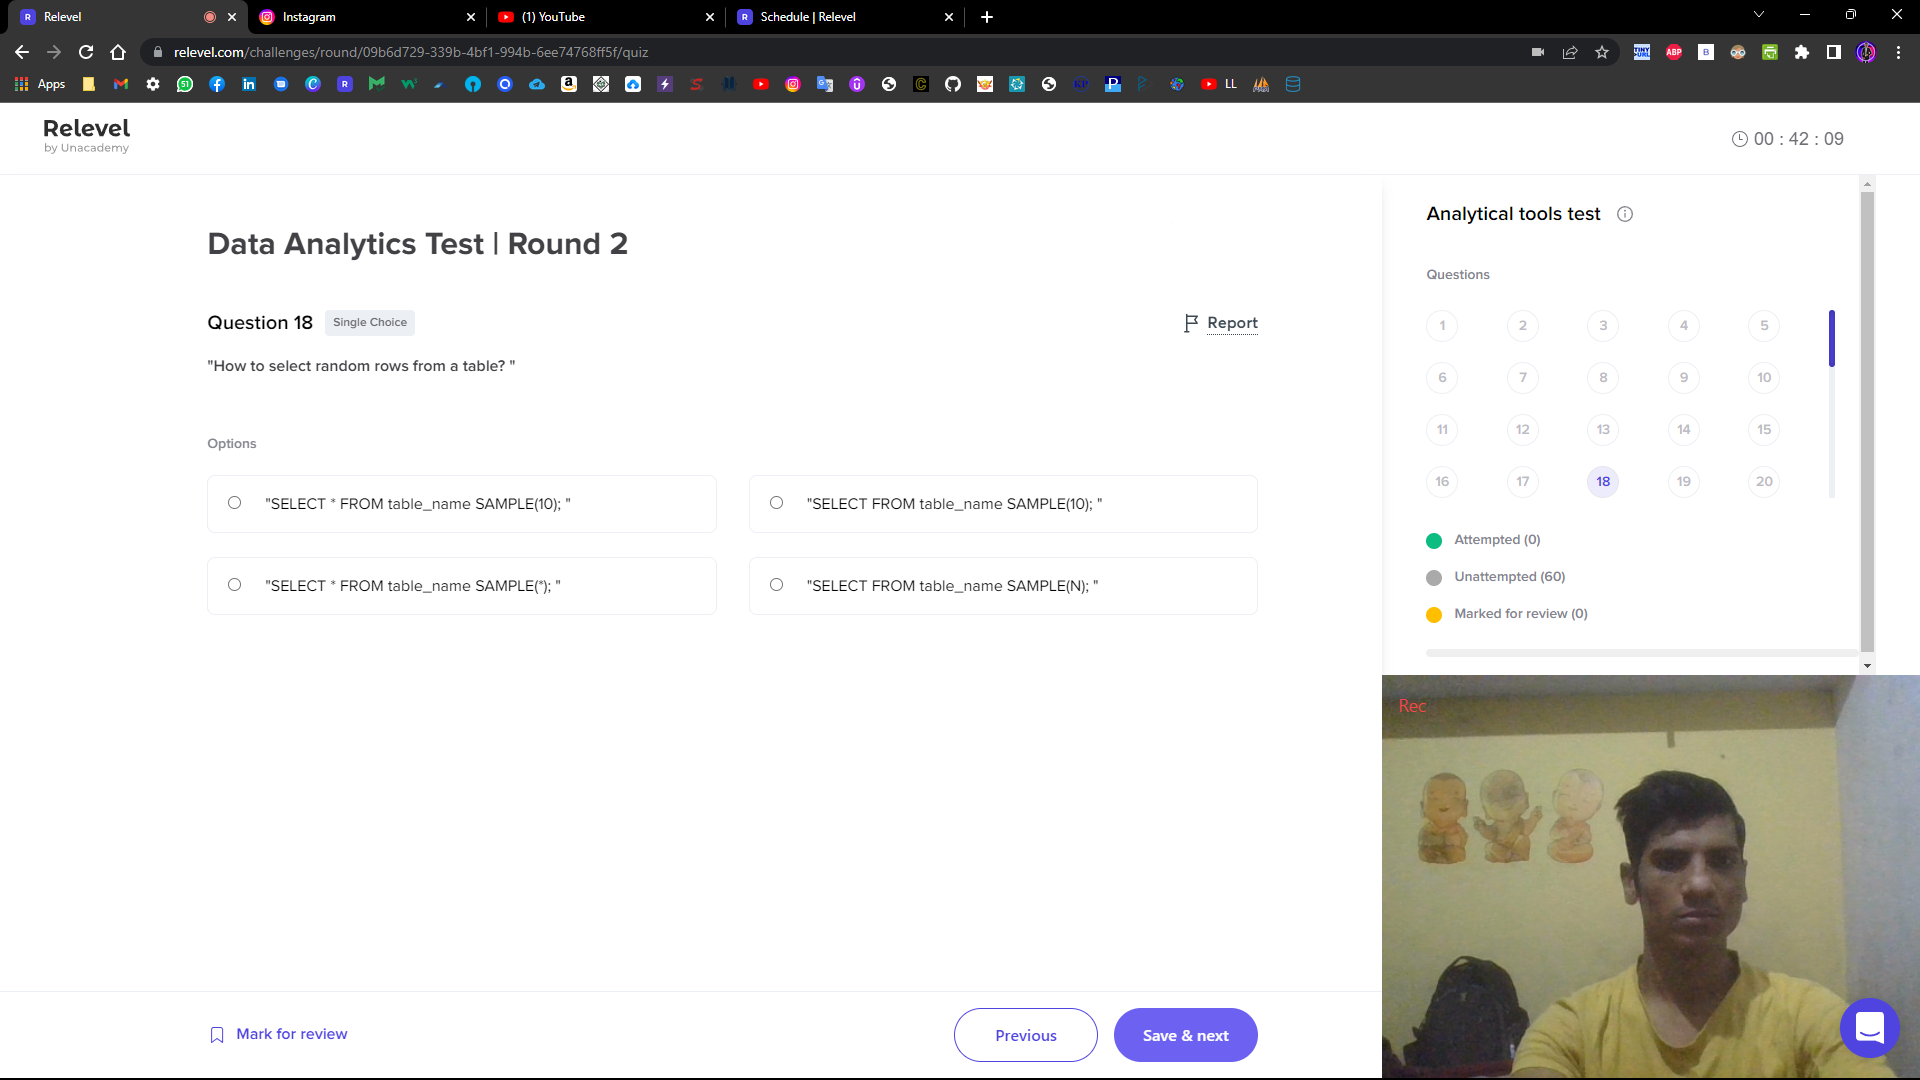 Relevel
Instagram
(1) YouTube
Schedule | Relevel
relevel.com/challenges/round/09b6d729-339b-4bf1-994b-6ee74768ff5f/quiz
Apps
LL
Relevel
by Unacademy
00 : 42 : 09
Data Analytics Test | Round 2
Question 18
Single Choice
Report
"How to select random rows from a table? "
Options
"SELECT * FROM table_name SAMPLE(10); "
"SELECT FROM table_name SAMPLE(10); "
"SELECT * FROM table_name SAMPLE(*); "
"SELECT FROM table_name SAMPLE(N); "
Mark for review
Previous
Save & next
Analytical tools test
Questions
1 2 3 4 5
6 7 8 9 10
11 12 13 14 15
16 17 18 19 20
Attempted (0)
Unattempted (60)
Marked for review (0)
Rec